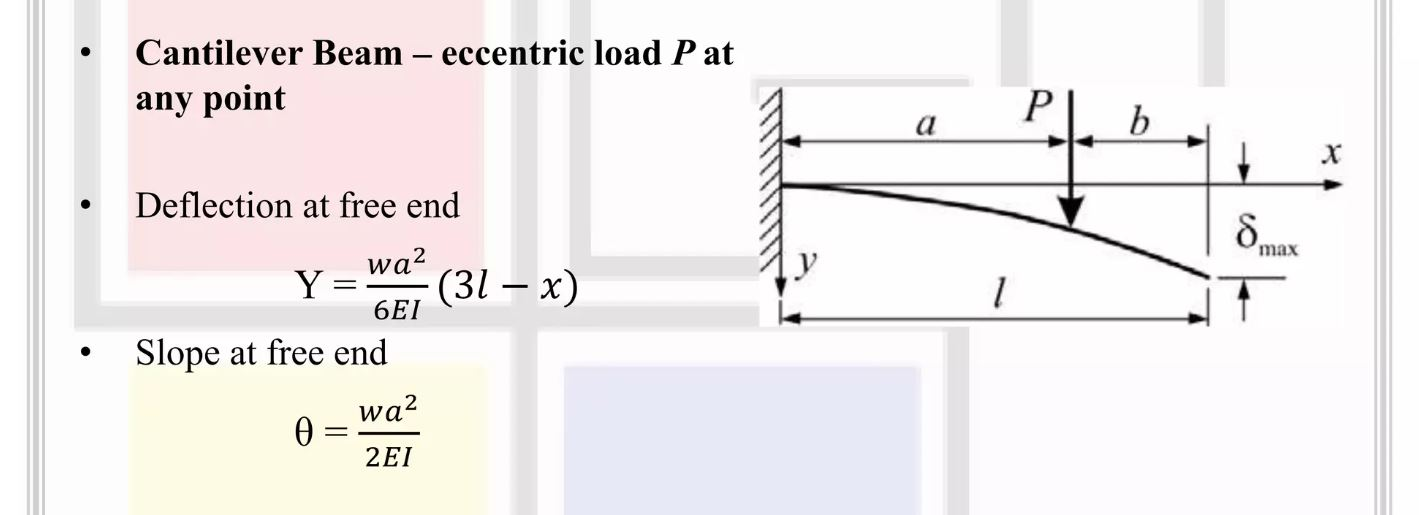 • Cantilever Beam – eccentric load P at
any point
• Deflection at free end
Y = wa²/6EI (3l − x)
• Slope at free end
θ = wa²/2EI
P
a
b
x
y
δmax
l